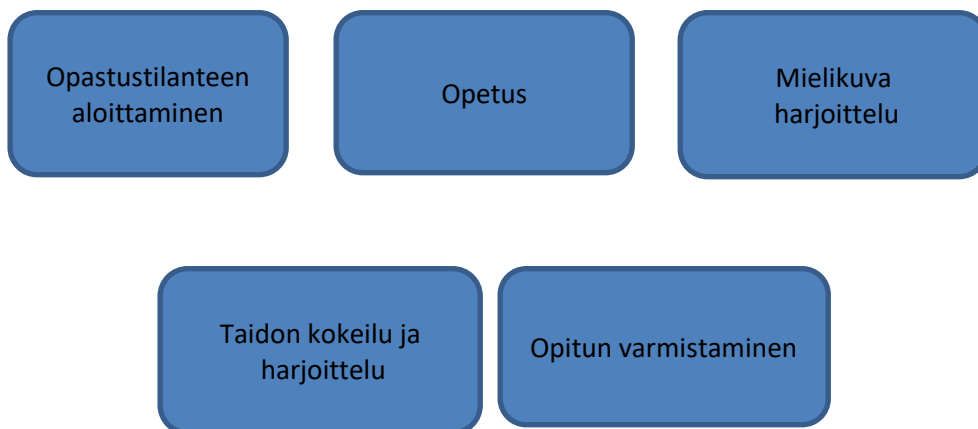 Opastustilanteen
aloittaminen
Opetus
Mielikuva
harjoittelu
Taidon kokeilu ja
harjoittelu
Opitun varmistaminen